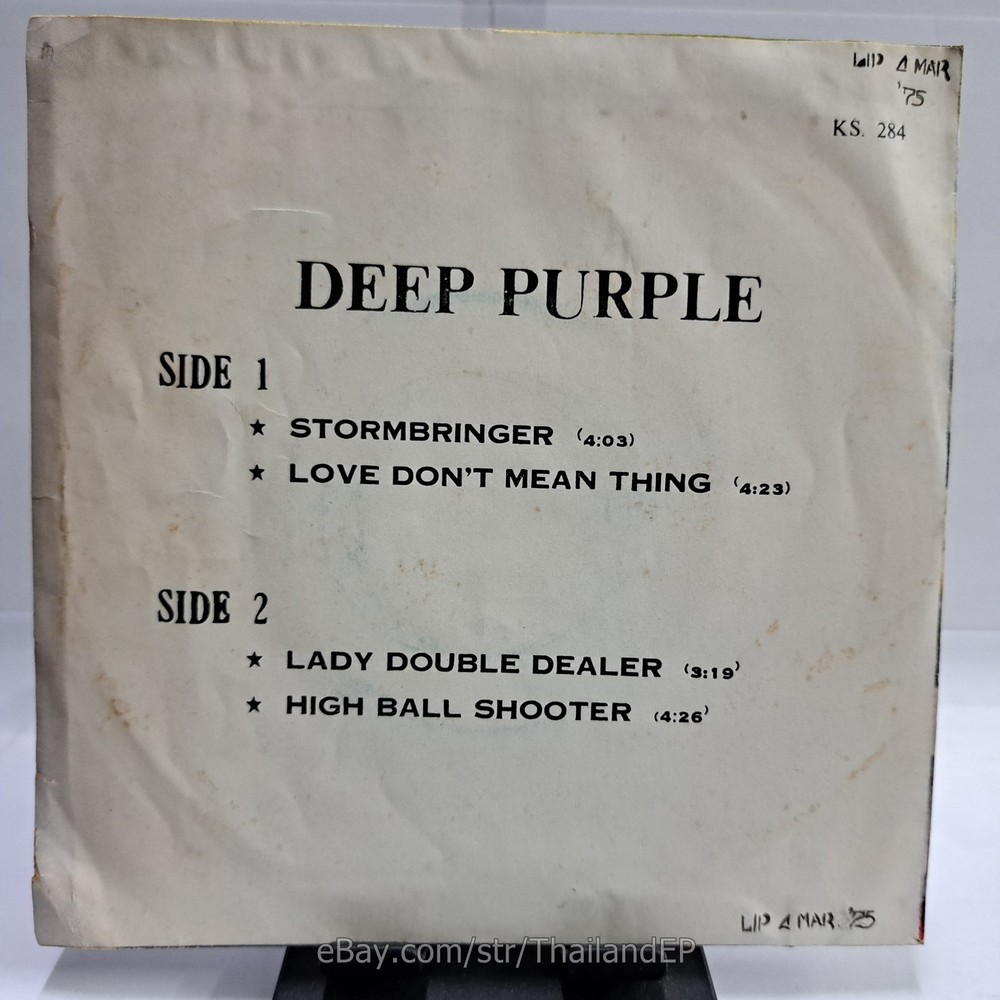 LIP 4 MAR
'75
KS. 284
DEEP PURPLE
SIDE 1
★ STORMBRINGER (4:03)
★ LOVE DON'T MEAN THING (4:23)
SIDE 2
★ LADY DOUBLE DEALER (3:19)
★ HIGH BALL SHOOTER (4:26)
LIP 4 MAR. '75
eBay.com/str/ThailandEP